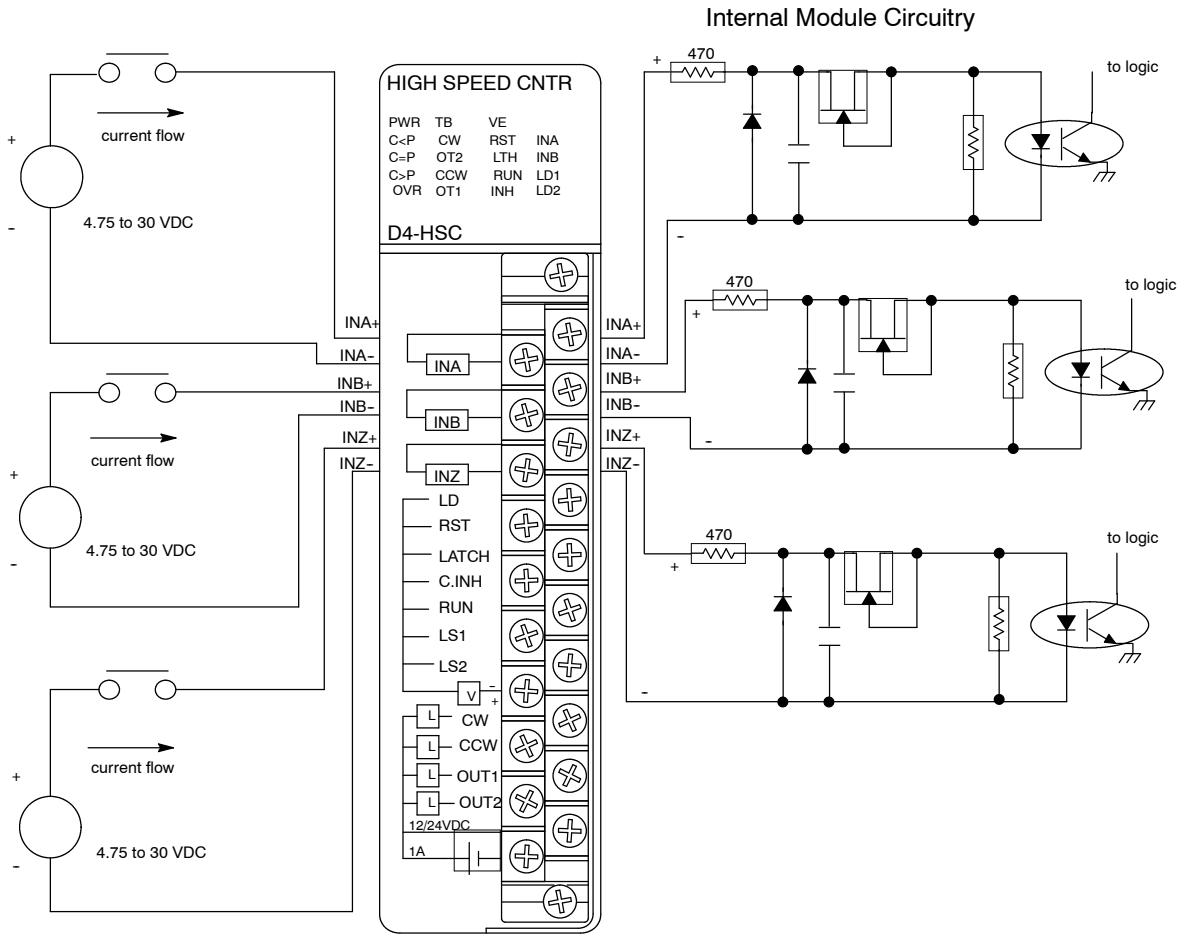 Internal Module Circuitry
+
-
current flow
4.75 to 30 VDC
+
-
current flow
4.75 to 30 VDC
+
-
current flow
4.75 to 30 VDC
INA+
INA-
INB+
INB-
INZ+
INZ-
HIGH SPEED CNTR
PWR TB VE
C<P CW RST INA
C=P OT2 LTH INB
C>P CCW RUN LD1
OVR OT1 INH LD2
D4-HSC
INA
INB
INZ
LD
RST
LATCH
C.INH
RUN
LS1
LS2
V
-
+
L CW
L CCW
L OUT1
L OUT2
12/24VDC
1A
INA+
INA-
INB+
INB-
INZ+
INZ-
+
470
to logic
-
+
470
to logic
-
+
470
to logic
-